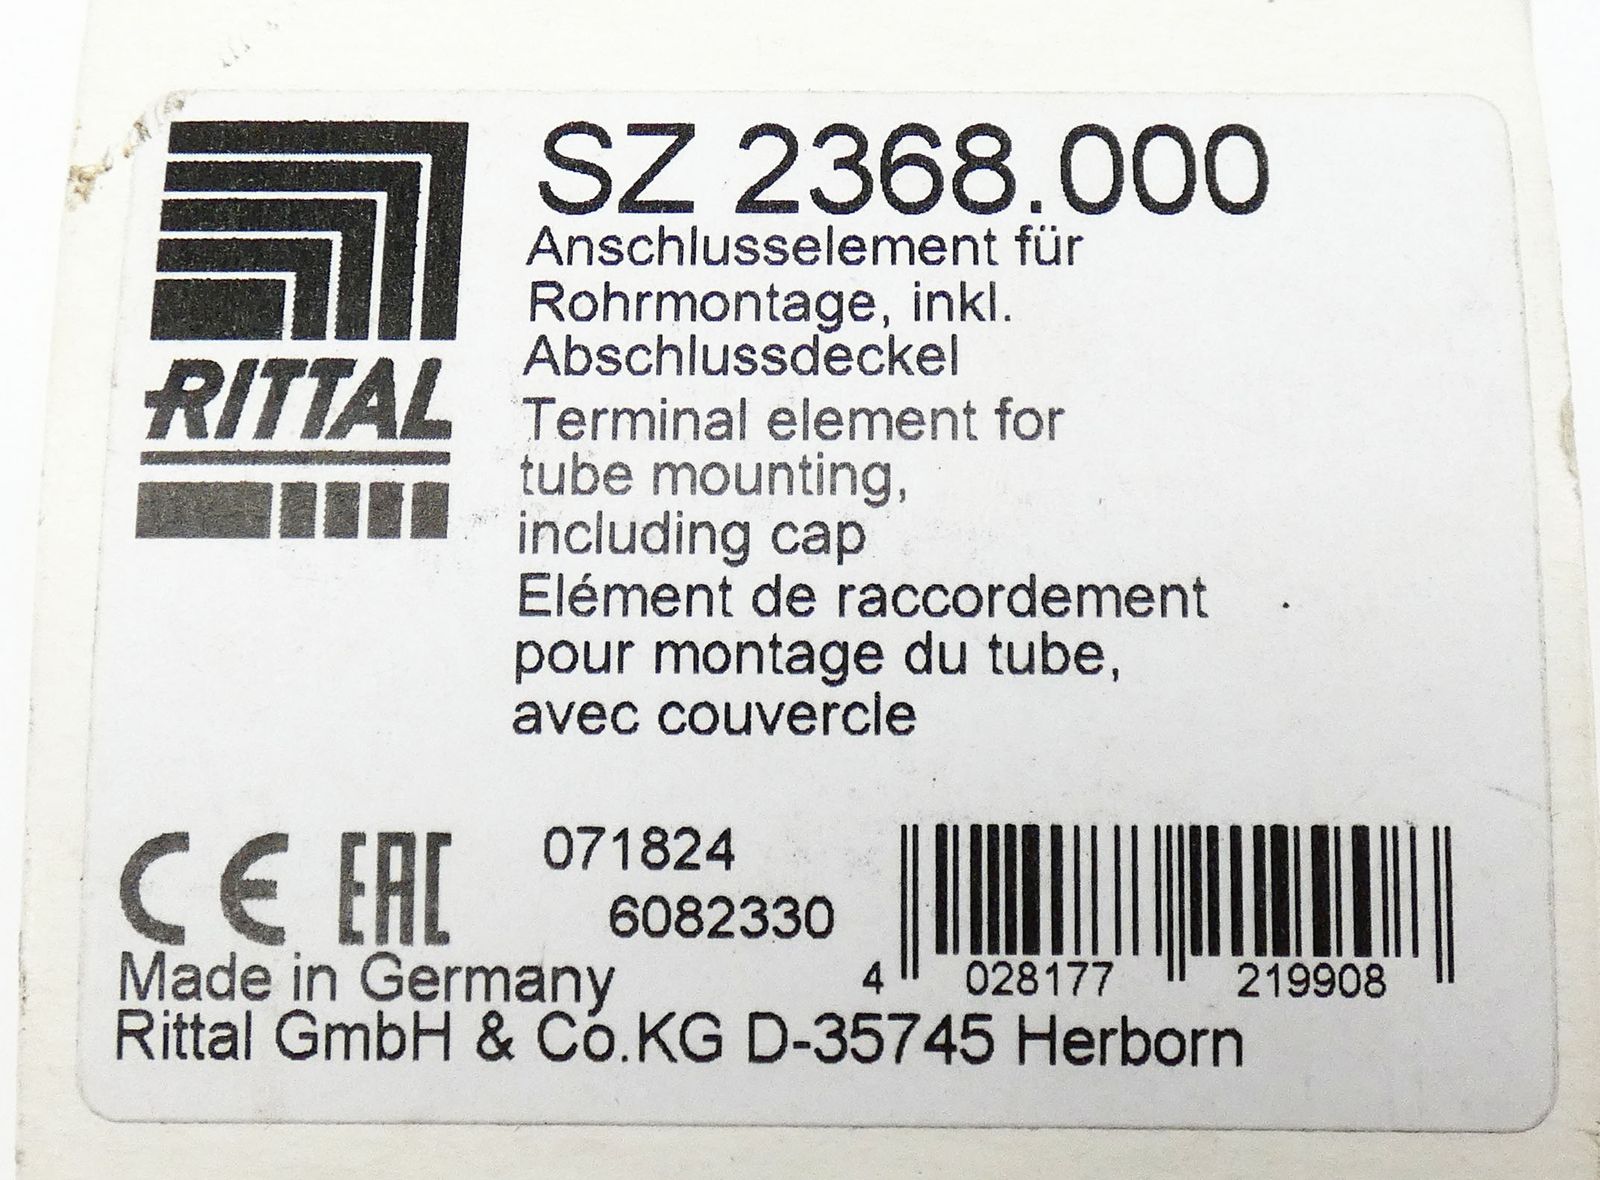 SZ 2368.000
Anschlusselement für
Rohrmontage, inkl.
Abschlussdeckel
Terminal element for
tube mounting,
including cap
Elément de raccordement
pour montage du tube,
avec couvercle
RITTAL
CE EAC 071824
6082330
4 028177 219908
Made in Germany
Rittal GmbH & Co.KG D-35745 Herborn